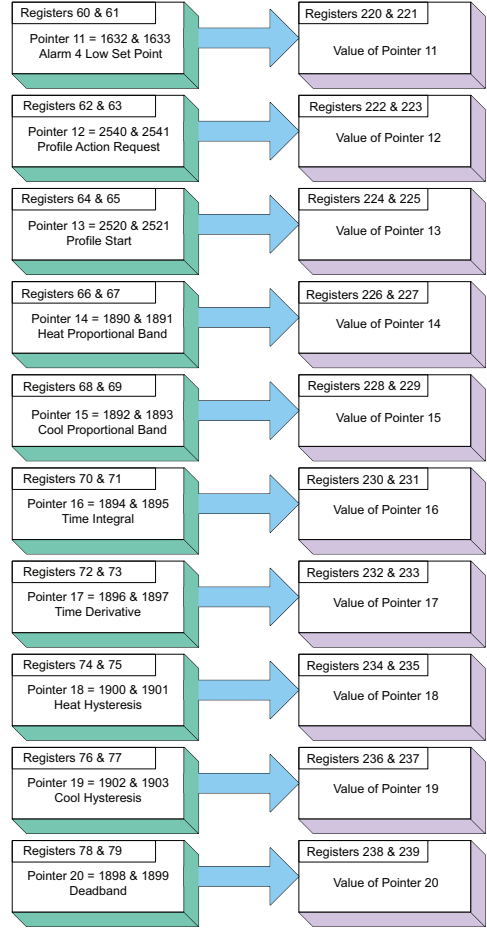 Registers 60 & 61
Pointer 11 = 1632 & 1633
Alarm 4 Low Set Point
Registers 220 & 221
Value of Pointer 11
Registers 62 & 63
Pointer 12 = 2540 & 2541
Profile Action Request
Registers 222 & 223
Value of Pointer 12
Registers 64 & 65
Pointer 13 = 2520 & 2521
Profile Start
Registers 224 & 225
Value of Pointer 13
Registers 66 & 67
Pointer 14 = 1890 & 1891
Heat Proportional Band
Registers 226 & 227
Value of Pointer 14
Registers 68 & 69
Pointer 15 = 1892 & 1893
Cool Proportional Band
Registers 228 & 229
Value of Pointer 15
Registers 70 & 71
Pointer 16 = 1894 & 1895
Time Integral
Registers 230 & 231
Value of Pointer 16
Registers 72 & 73
Pointer 17 = 1896 & 1897
Time Derivative
Registers 232 & 233
Value of Pointer 17
Registers 74 & 75
Pointer 18 = 1900 & 1901
Heat Hysteresis
Registers 234 & 235
Value of Pointer 18
Registers 76 & 77
Pointer 19 = 1902 & 1903
Cool Hysteresis
Registers 236 & 237
Value of Pointer 19
Registers 78 & 79
Pointer 20 = 1898 & 1899
Deadband
Registers 238 & 239
Value of Pointer 20